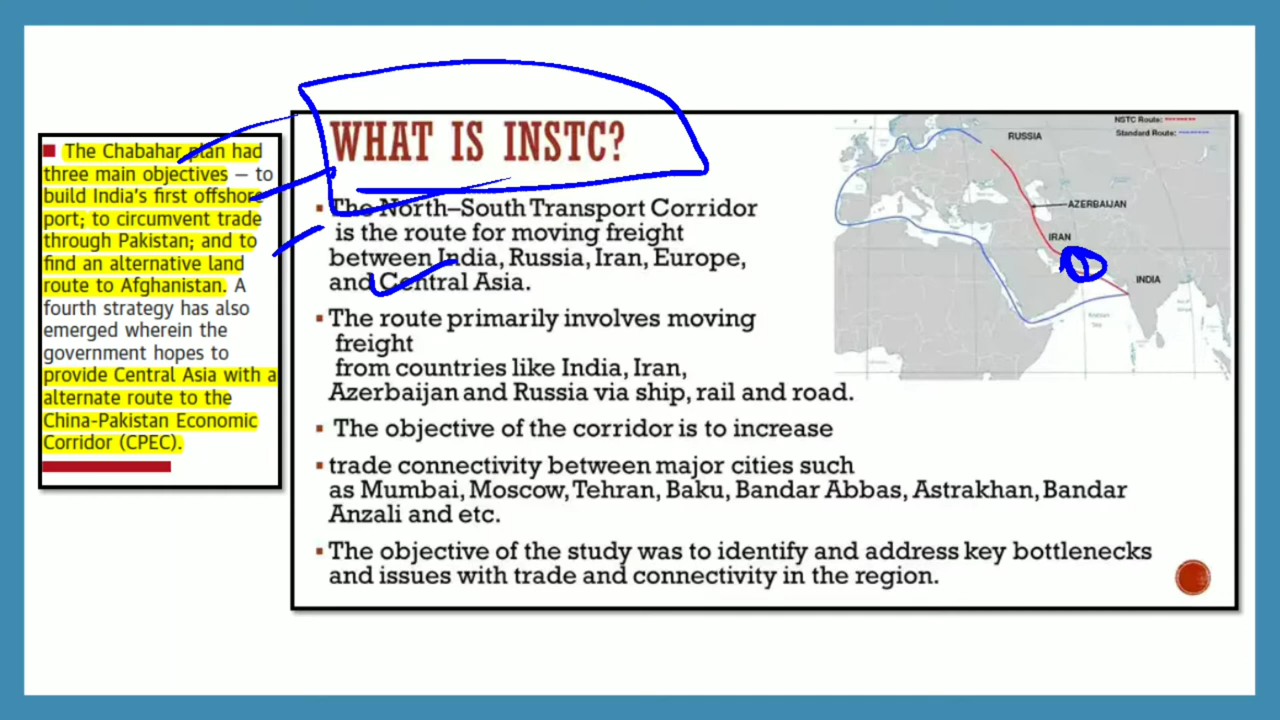 ■ The Chabahar plan had
three main objectives — to
build India's first offshore
port; to circumvent trade
through Pakistan; and to
find an alternative land
route to Afghanistan. A
fourth strategy has also
emerged wherein the
government hopes to
provide Central Asia with a
alternate route to the
China-Pakistan Economic
Corridor (CPEC).
WHAT IS INSTC?
▪ The North–South Transport Corridor
is the route for moving freight
between India, Russia, Iran, Europe,
and Central Asia.
▪ The route primarily involves moving
freight
from countries like India, Iran,
Azerbaijan and Russia via ship, rail and road.
▪ The objective of the corridor is to increase
▪ trade connectivity between major cities such
as Mumbai, Moscow, Tehran, Baku, Bandar Abbas, Astrakhan, Bandar
Anzali and etc.
▪ The objective of the study was to identify and address key bottlenecks
and issues with trade and connectivity in the region.
NSTC Route:
Standard Route:
RUSSIA
AZERBAIJAN
IRAN
INDIA
Arabian
Sea